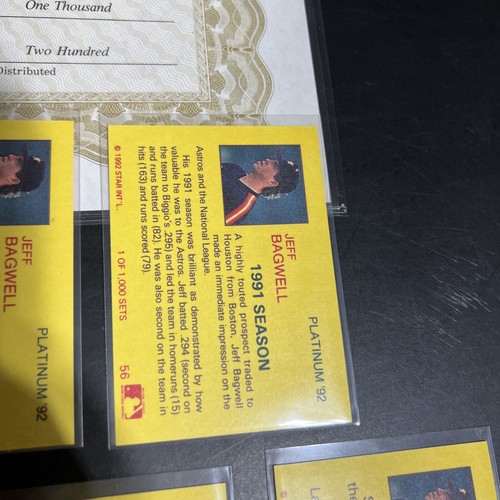 One Thousand
Two Hundred
Distributed
JEFF
BAGWELL
PLATINUM '92
1991 SEASON
A highly touted prospect traded to
Houston from Boston, Jeff Bagwell
made an immediate impression on the
Astros and the National League.
His 1991 season was brilliant as demonstrated by how
valuable he was to the Astros. Jeff batted .294 (second on
the team to Biggio's .295) and led the team in homeruns (15)
and runs batted in (82). He was also second on the team in
hits (163) and runs scored (79).
© 1992 STAR INT'L.
1 OF 1,000 SETS
56
JEFF
BAGWELL
PLATINUM '92